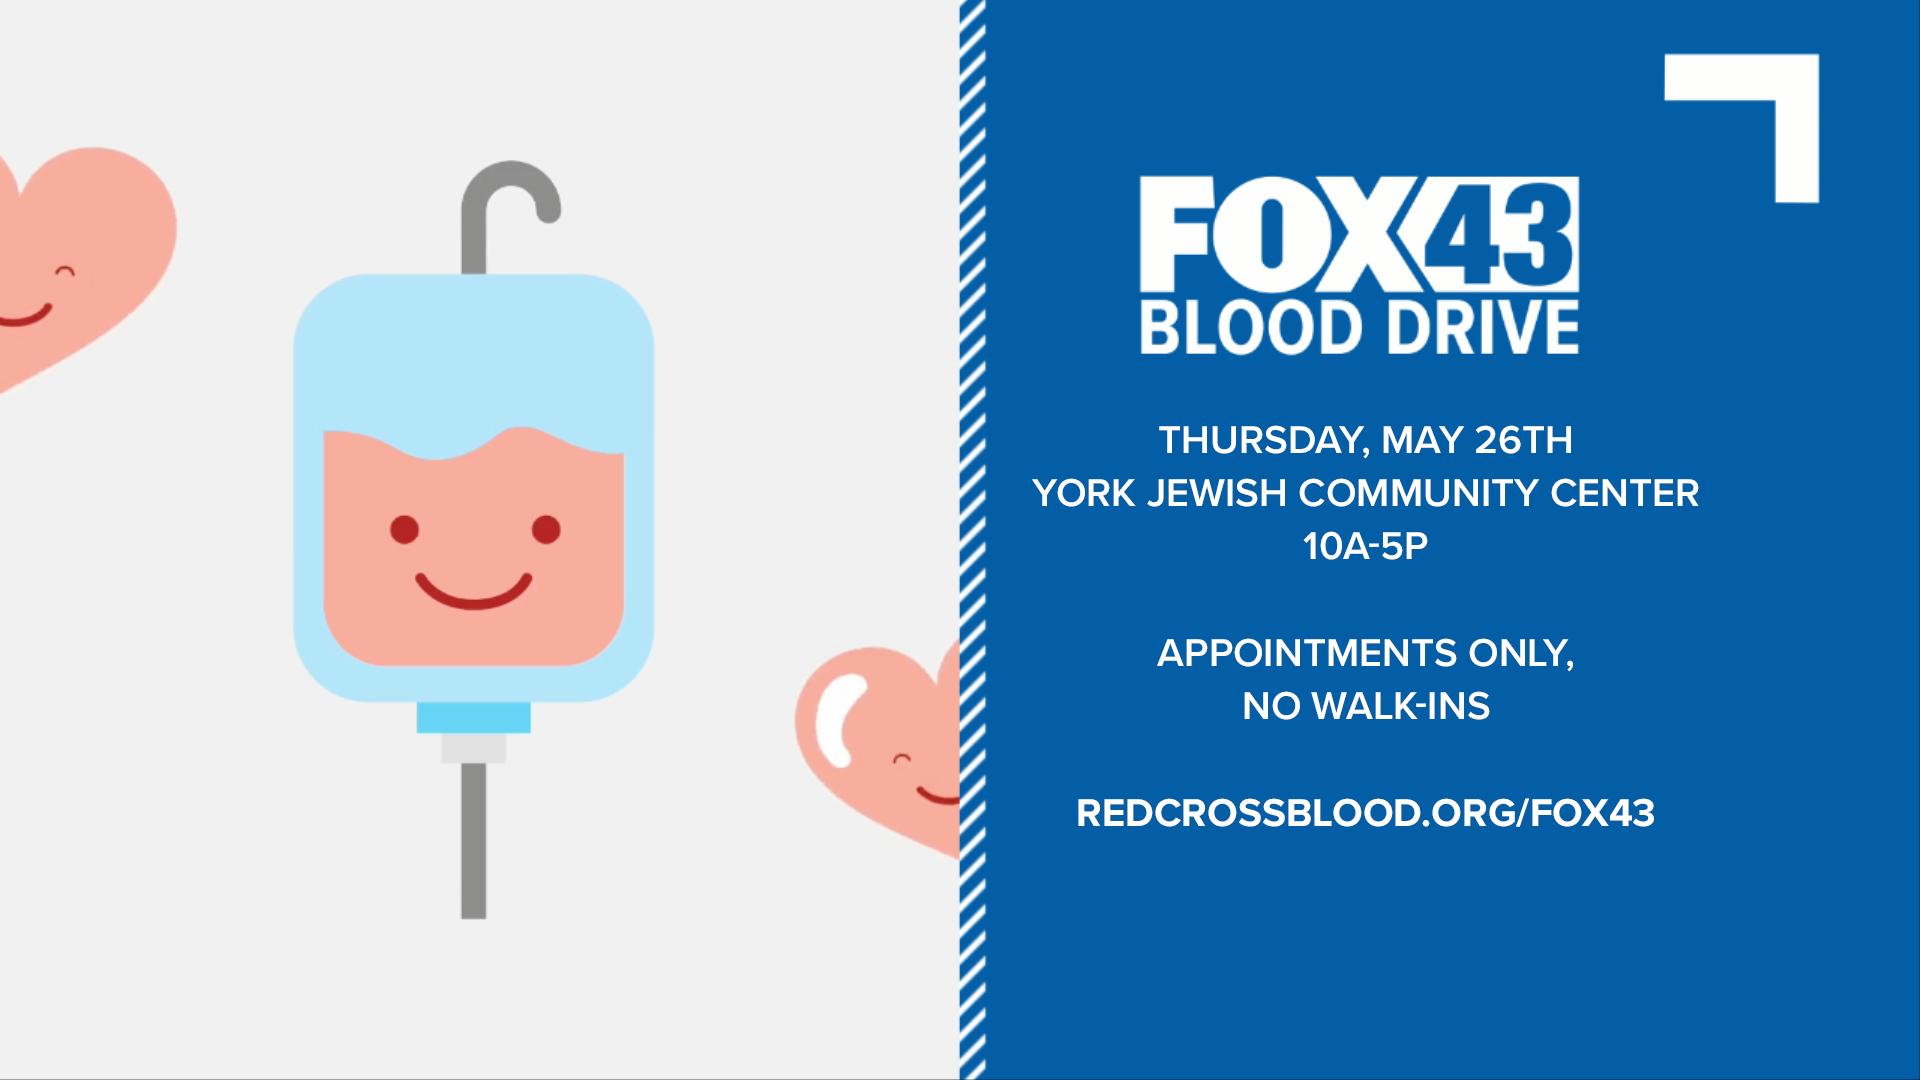 FOX43
BLOOD DRIVE
THURSDAY, MAY 26TH
YORK JEWISH COMMUNITY CENTER
10A-5P
APPOINTMENTS ONLY,
NO WALK-INS
REDCROSSBLOOD.ORG/FOX43